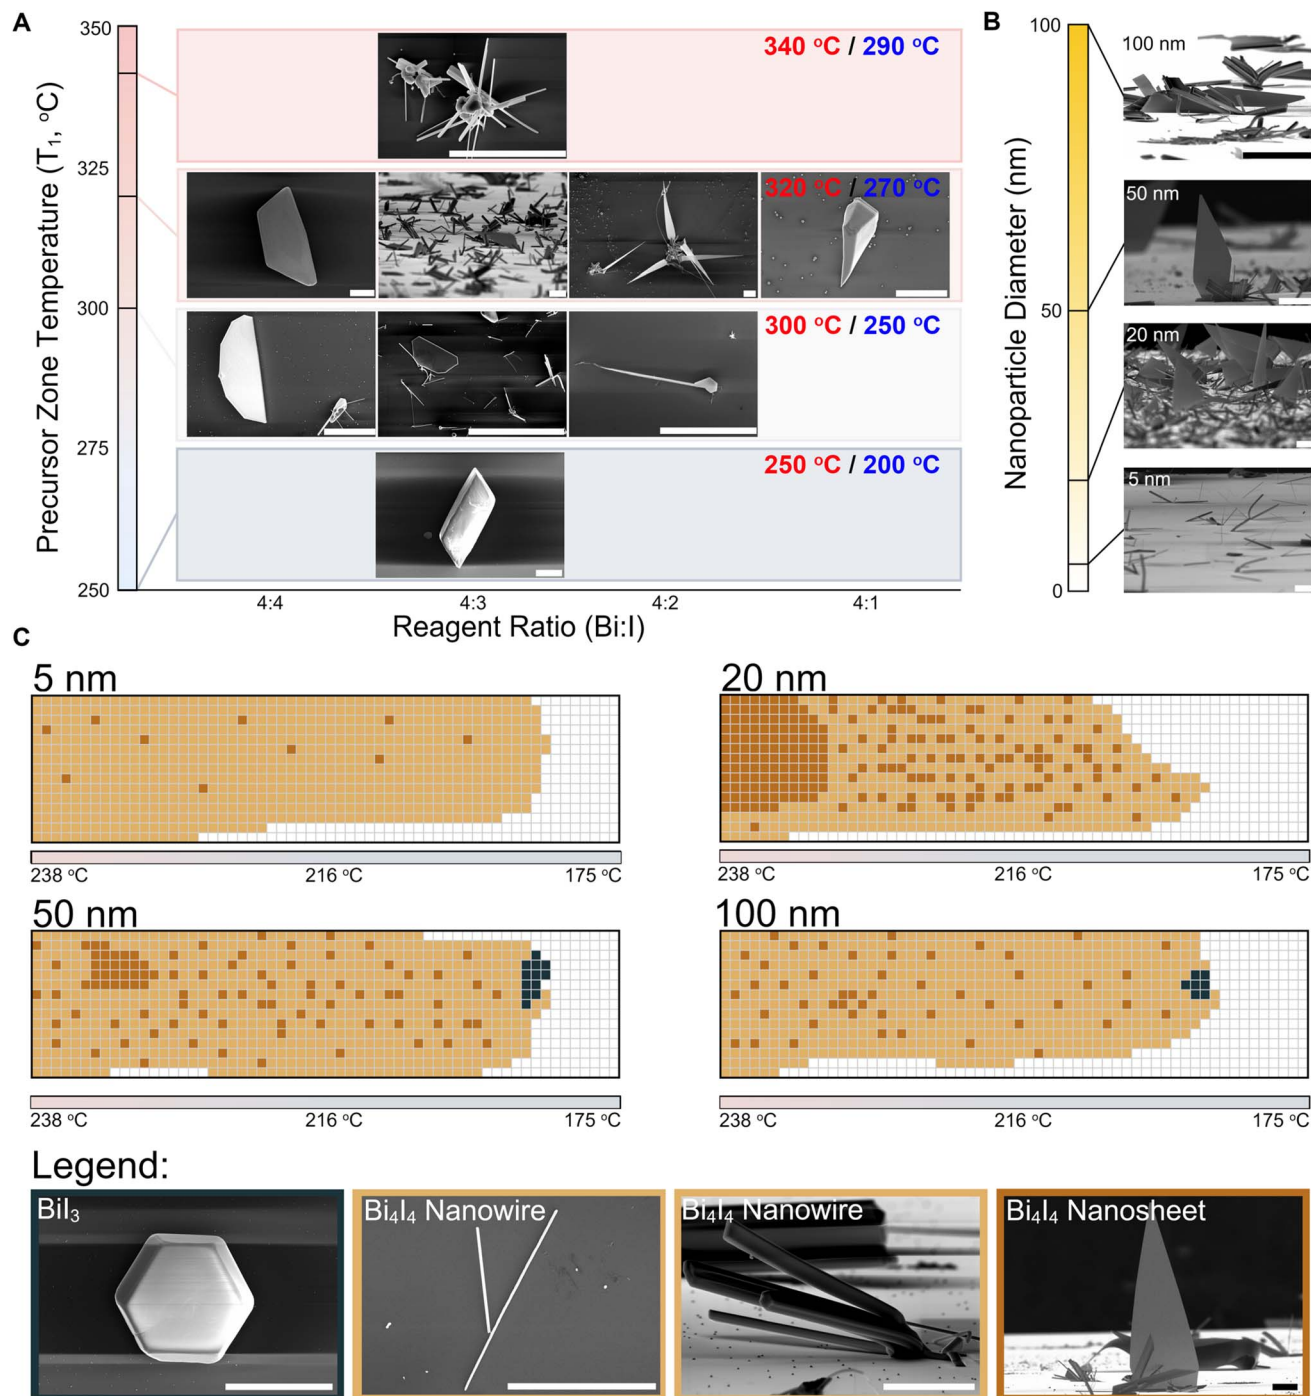 A
Precursor Zone Temperature (T₁, °C)
350
325
300
275
250
340 °C / 290 °C
320 °C / 270 °C
300 °C / 250 °C
250 °C / 200 °C
4:4
4:3
4:2
4:1
Reagent Ratio (Bi:I)
B
Nanoparticle Diameter (nm)
100
50
0
100 nm
50 nm
20 nm
5 nm
C
5 nm
238 °C
216 °C
175 °C
20 nm
238 °C
216 °C
175 °C
50 nm
238 °C
216 °C
175 °C
100 nm
238 °C
216 °C
175 °C
Legend:
BiI₃
Bi₄I₄ Nanowire
Bi₄I₄ Nanowire
Bi₄I₄ Nanosheet